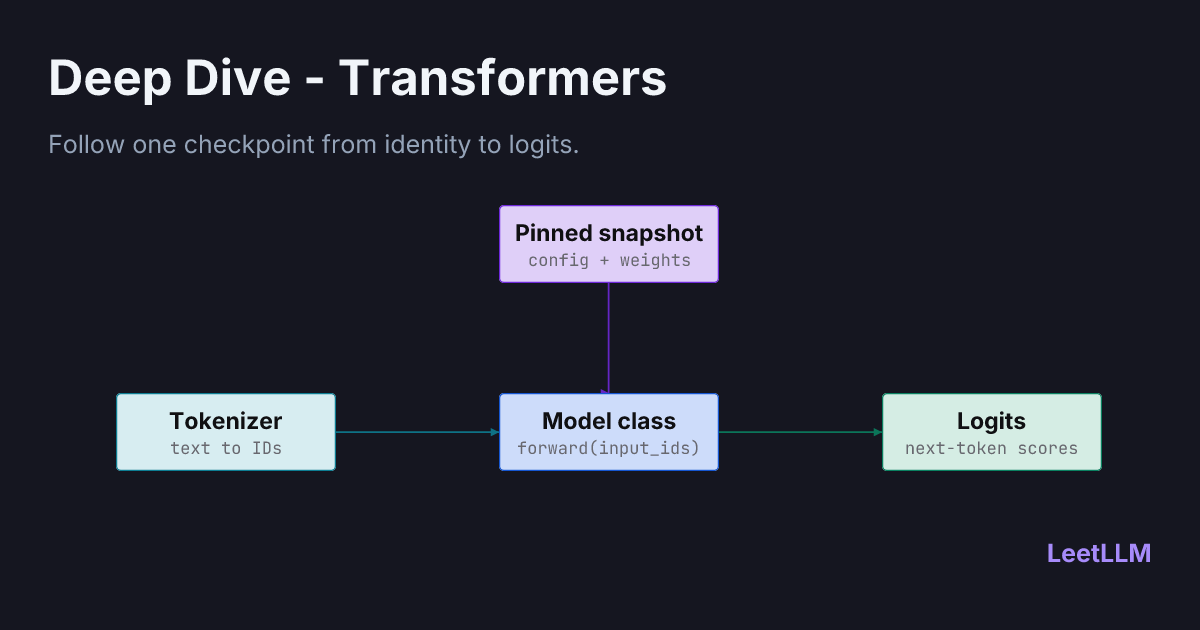 Deep Dive - Transformers
Follow one checkpoint from identity to logits.
Pinned snapshot
config + weights
Tokenizer
text to IDs
Model class
forward(input_ids)
Logits
next-token scores
LeetLLM